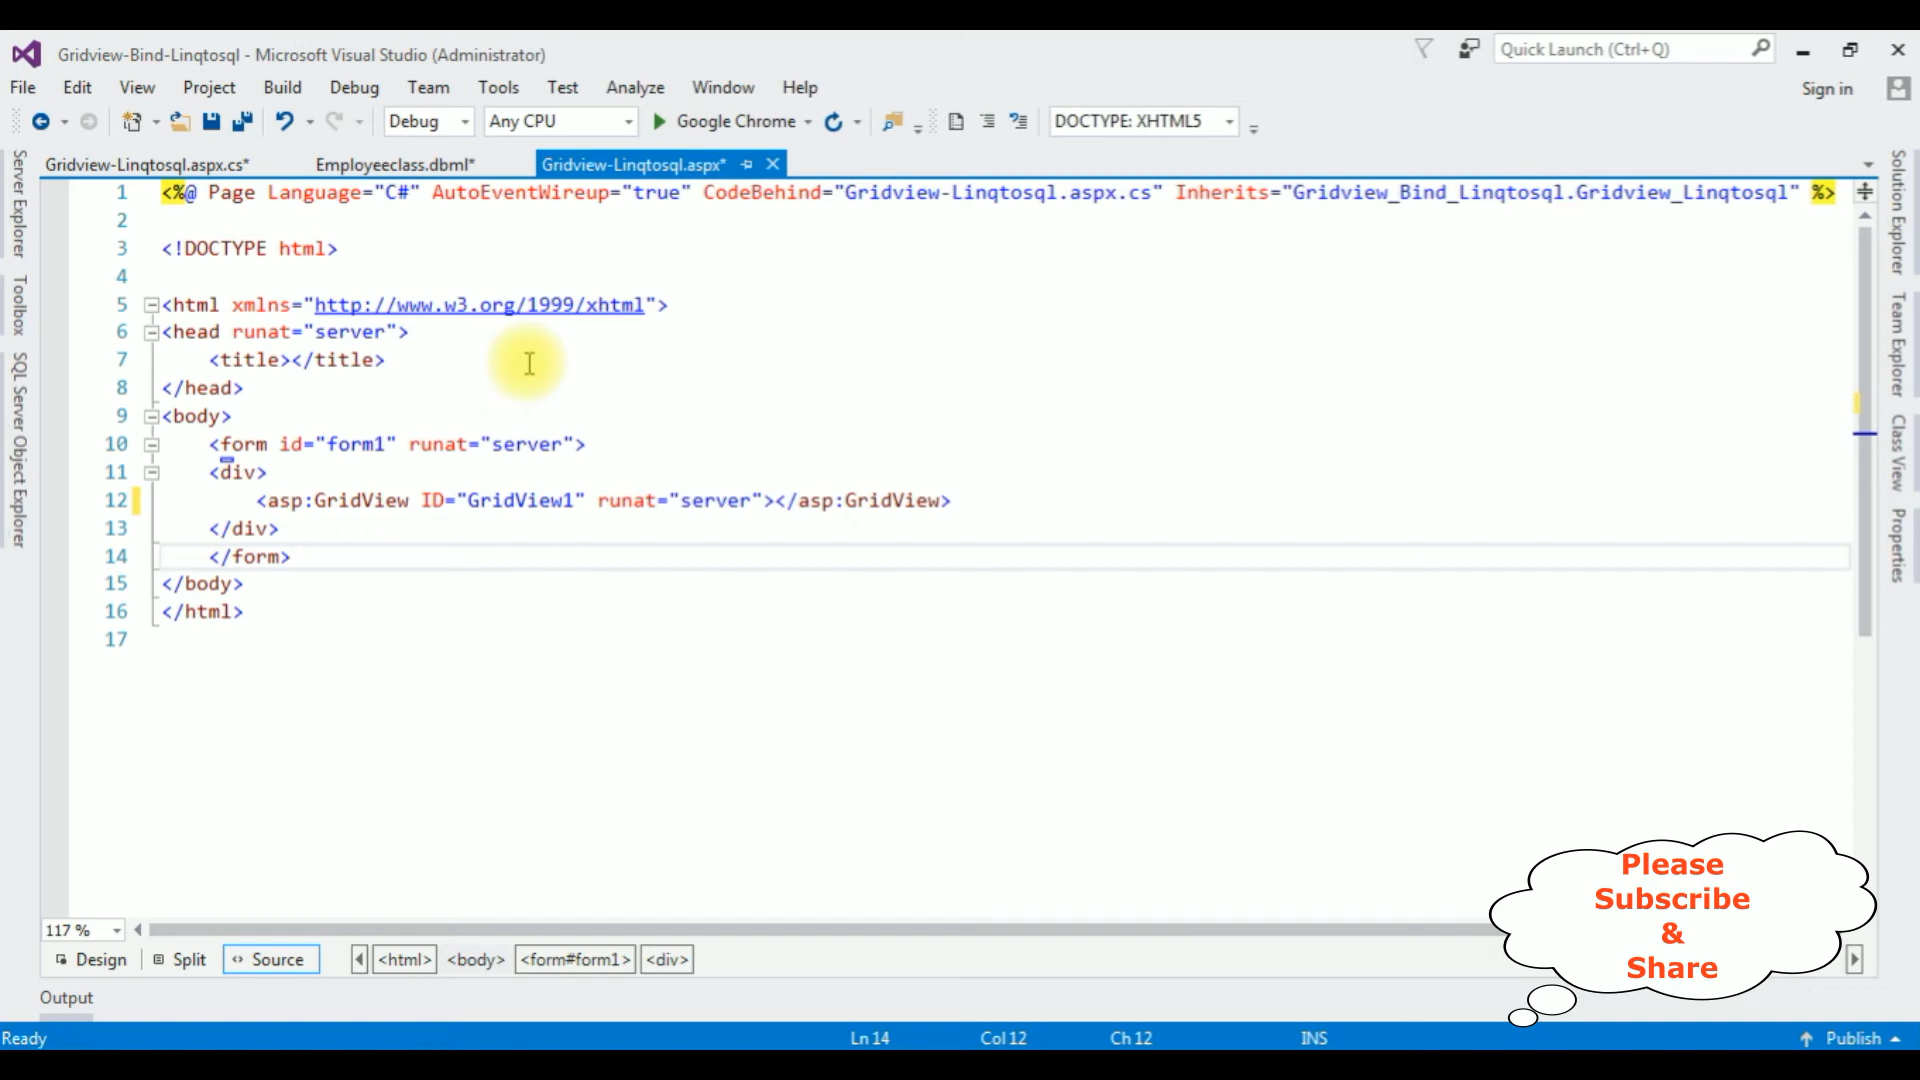 Gridview-Bind-Linqtosql - Microsoft Visual Studio (Administrator)
Quick Launch (Ctrl+Q)
File Edit View Project Build Debug Team Tools Test Analyze Window Help
Sign in
Debug Any CPU Google Chrome DOCTYPE: XHTML5
Gridview-Linqtosql.aspx.cs* Employeeclass.dbml* Gridview-Linqtosql.aspx*
Server Explorer
Toolbox
SQL Server Object Explorer
1 <%@ Page Language="C#" AutoEventWireup="true" CodeBehind="Gridview-Linqtosql.aspx.cs" Inherits="Gridview_Bind_Linqtosql.Gridview_Linqtosql" %>
2
3 <!DOCTYPE html>
4
5 <html xmlns="http://www.w3.org/1999/xhtml">
6 <head runat="server">
7 <title></title>
8 </head>
9 <body>
10 <form id="form1" runat="server">
11 <div>
12 <asp:GridView ID="GridView1" runat="server"></asp:GridView>
13 </div>
14 </form>
15 </body>
16 </html>
17
Solution Explorer
Team Explorer
Class View
Properties
Please
Subscribe
&
Share
117 %
Design Split Source <html> <body> <form#form1> <div>
Output
Ready Ln 14 Col 12 Ch 12 INS Publish